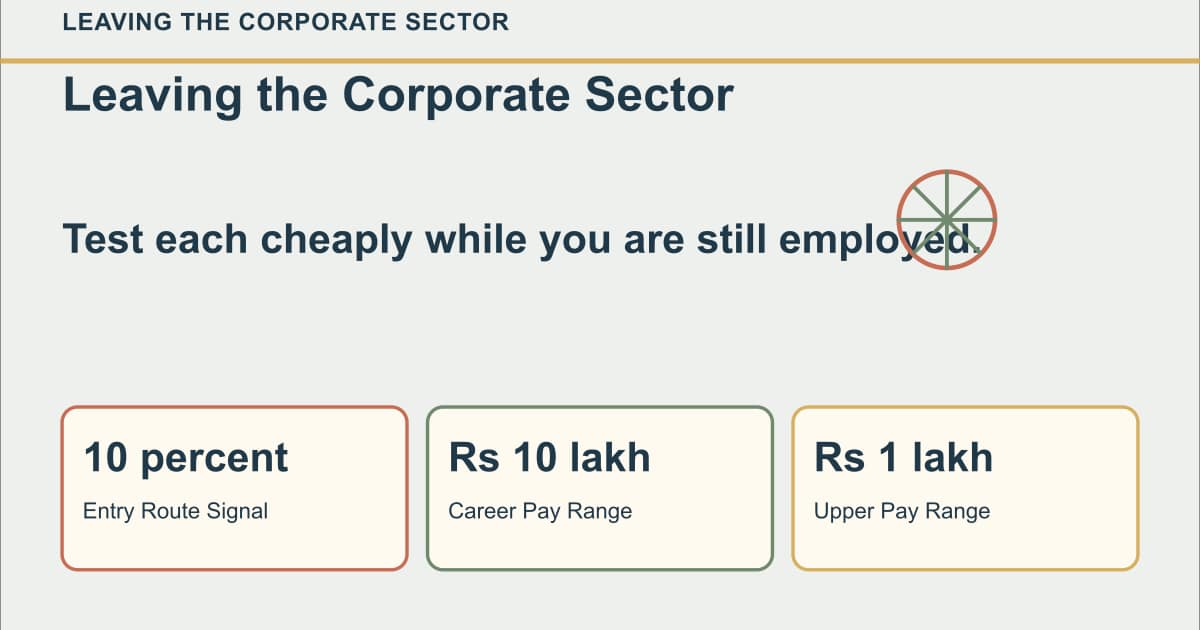 LEAVING THE CORPORATE SECTOR
Leaving the Corporate Sector
Test each cheaply while you are still employed.
10 percent
Entry Route Signal
Rs 10 lakh
Career Pay Range
Rs 1 lakh
Upper Pay Range